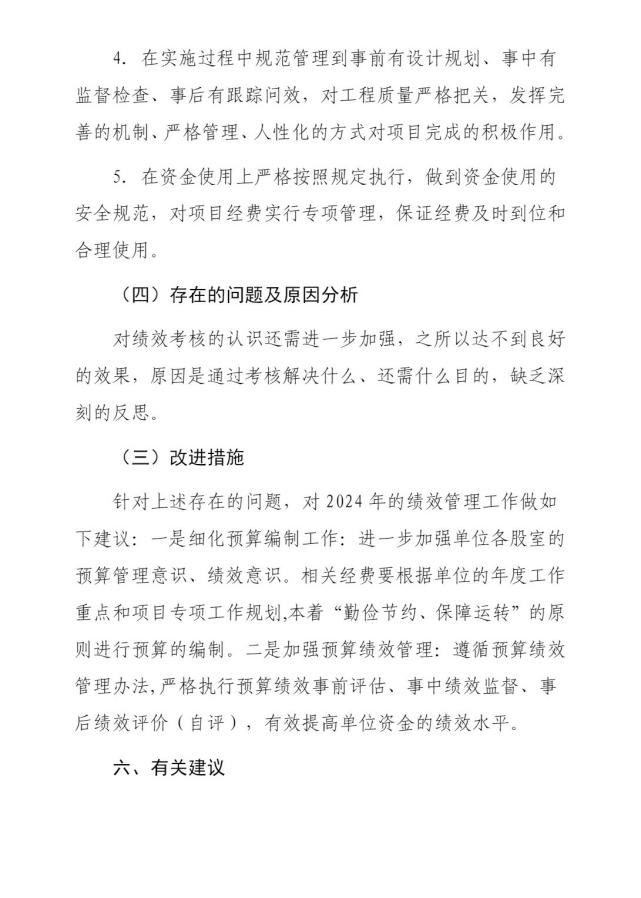 4. 在实施过程中规范管理到事前有设计规划、事中有
监督检查、事后有跟踪问效，对工程质量严格把关，发挥完
善的机制、严格管理、人性化的方式对项目完成的积极作用。
5. 在资金使用上严格按照规定执行，做到资金使用的
安全规范，对项目经费实行专项管理，保证经费及时到位和
合理使用。
（四）存在的问题及原因分析
对绩效考核的认识还需进一步加强，之所以达不到良好
的效果，原因是通过考核解决什么、还需什么目的，缺乏深
刻的反思。
（三）改进措施
针对上述存在的问题，对 2024 年的绩效管理工作做如
下建议：一是细化预算编制工作：进一步加强单位各股室的
预算管理意识、绩效意识。相关经费要根据单位的年度工作
重点和项目专项工作规划,本着“勤俭节约、保障运转”的原
则进行预算的编制。二是加强预算绩效管理：遵循预算绩效
管理办法,严格执行预算绩效事前评估、事中绩效监督、事
后绩效评价（自评），有效提高单位资金的绩效水平。
六、有关建议